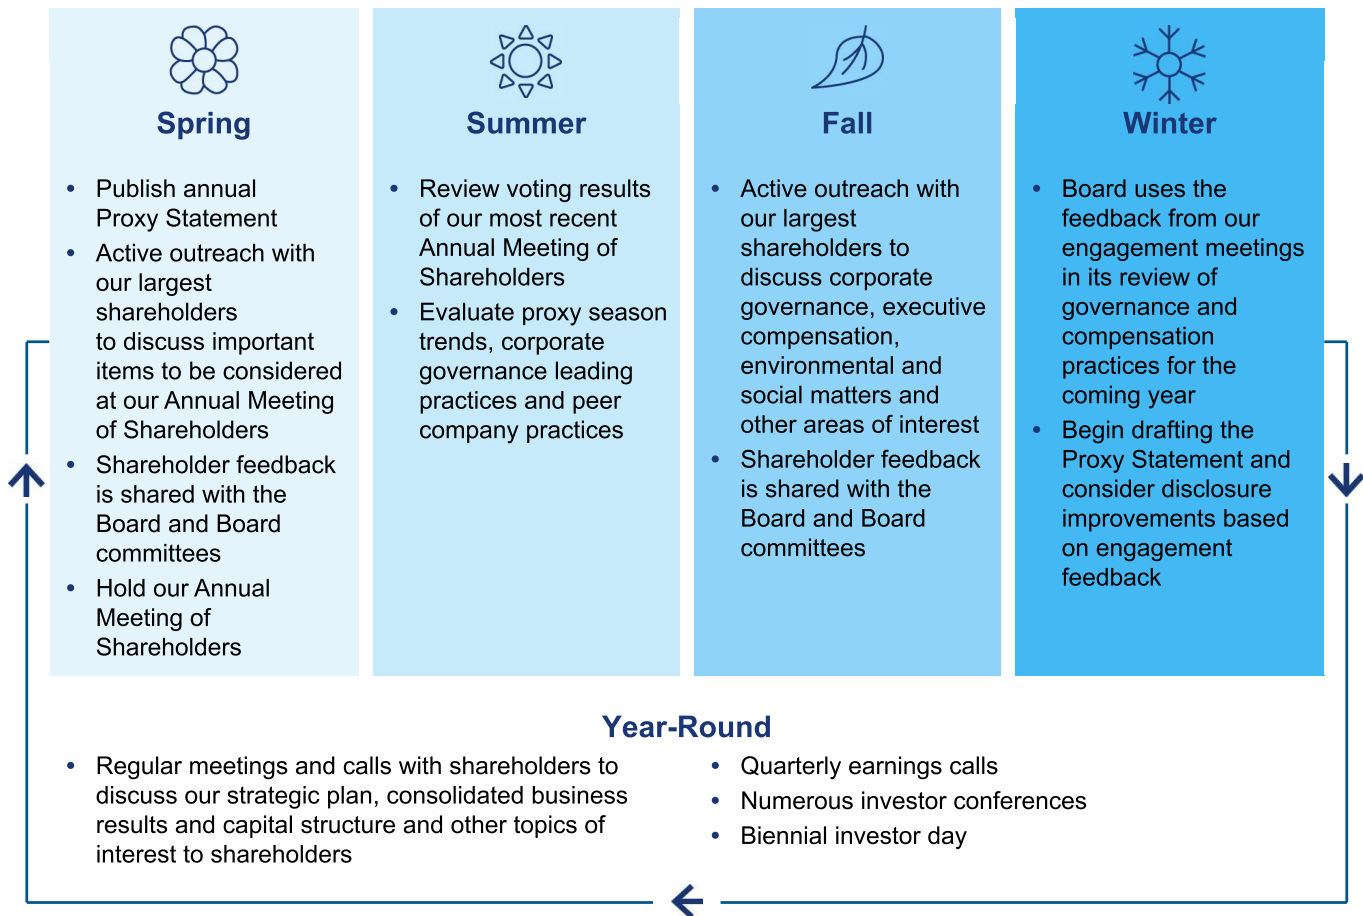 Spring
• Publish annual
Proxy Statement
• Active outreach with
our largest
shareholders
to discuss important
items to be considered
at our Annual Meeting
of Shareholders
• Shareholder feedback
is shared with the
Board and Board
committees
• Hold our Annual
Meeting of
Shareholders
Summer
• Review voting results
of our most recent
Annual Meeting of
Shareholders
• Evaluate proxy season
trends, corporate
governance leading
practices and peer
company practices
Fall
• Active outreach with
our largest
shareholders to
discuss corporate
governance, executive
compensation,
environmental and
social matters and
other areas of interest
• Shareholder feedback
is shared with the
Board and Board
committees
Winter
• Board uses the
feedback from our
engagement meetings
in its review of
governance and
compensation
practices for the
coming year
• Begin drafting the
Proxy Statement and
consider disclosure
improvements based
on engagement
feedback
Year-Round
• Regular meetings and calls with shareholders to
discuss our strategic plan, consolidated business
results and capital structure and other topics of
interest to shareholders
• Quarterly earnings calls
• Numerous investor conferences
• Biennial investor day